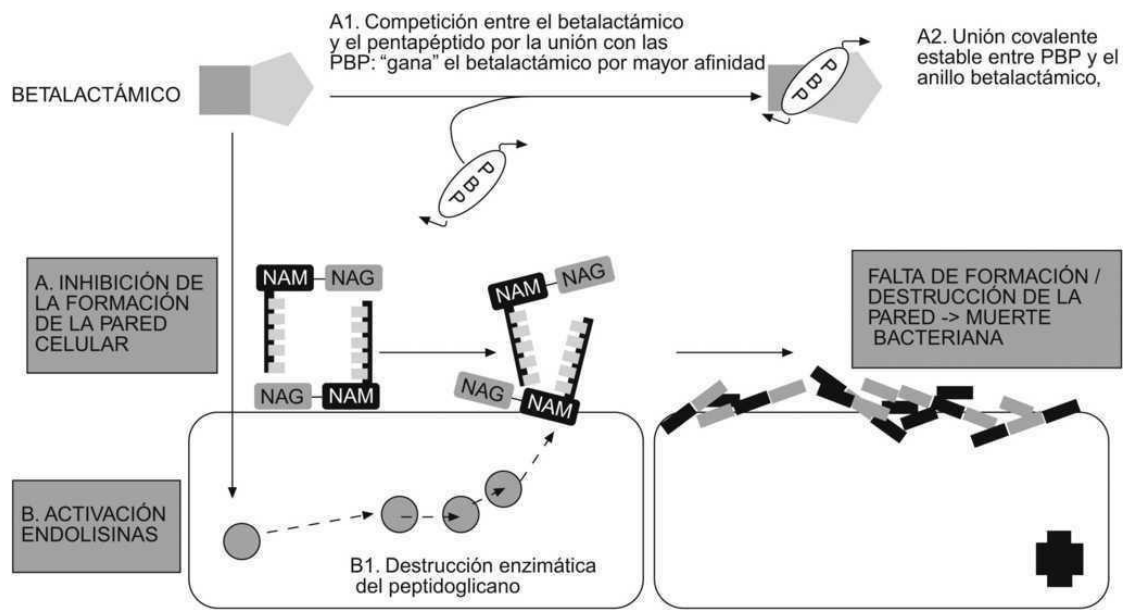 A1. Competición entre el betalactámico
y el pentapéptido por la unión con las
PBP: “gana” el betalactámico por mayor afinidad
A2. Unión covalente
estable entre PBP y el
anillo betalactámico,
BETALACTÁMICO
PBP
PBP
A. INHIBICIÓN DE
LA FORMACIÓN
DE LA PARED
CELULAR
NAM NAG
NAG NAM
NAM NAG
NAG NAM
FALTA DE FORMACIÓN /
DESTRUCCIÓN DE LA
PARED -> MUERTE
BACTERIANA
B. ACTIVACIÓN
ENDOLISINAS
B1. Destrucción enzimática
del peptidoglicano